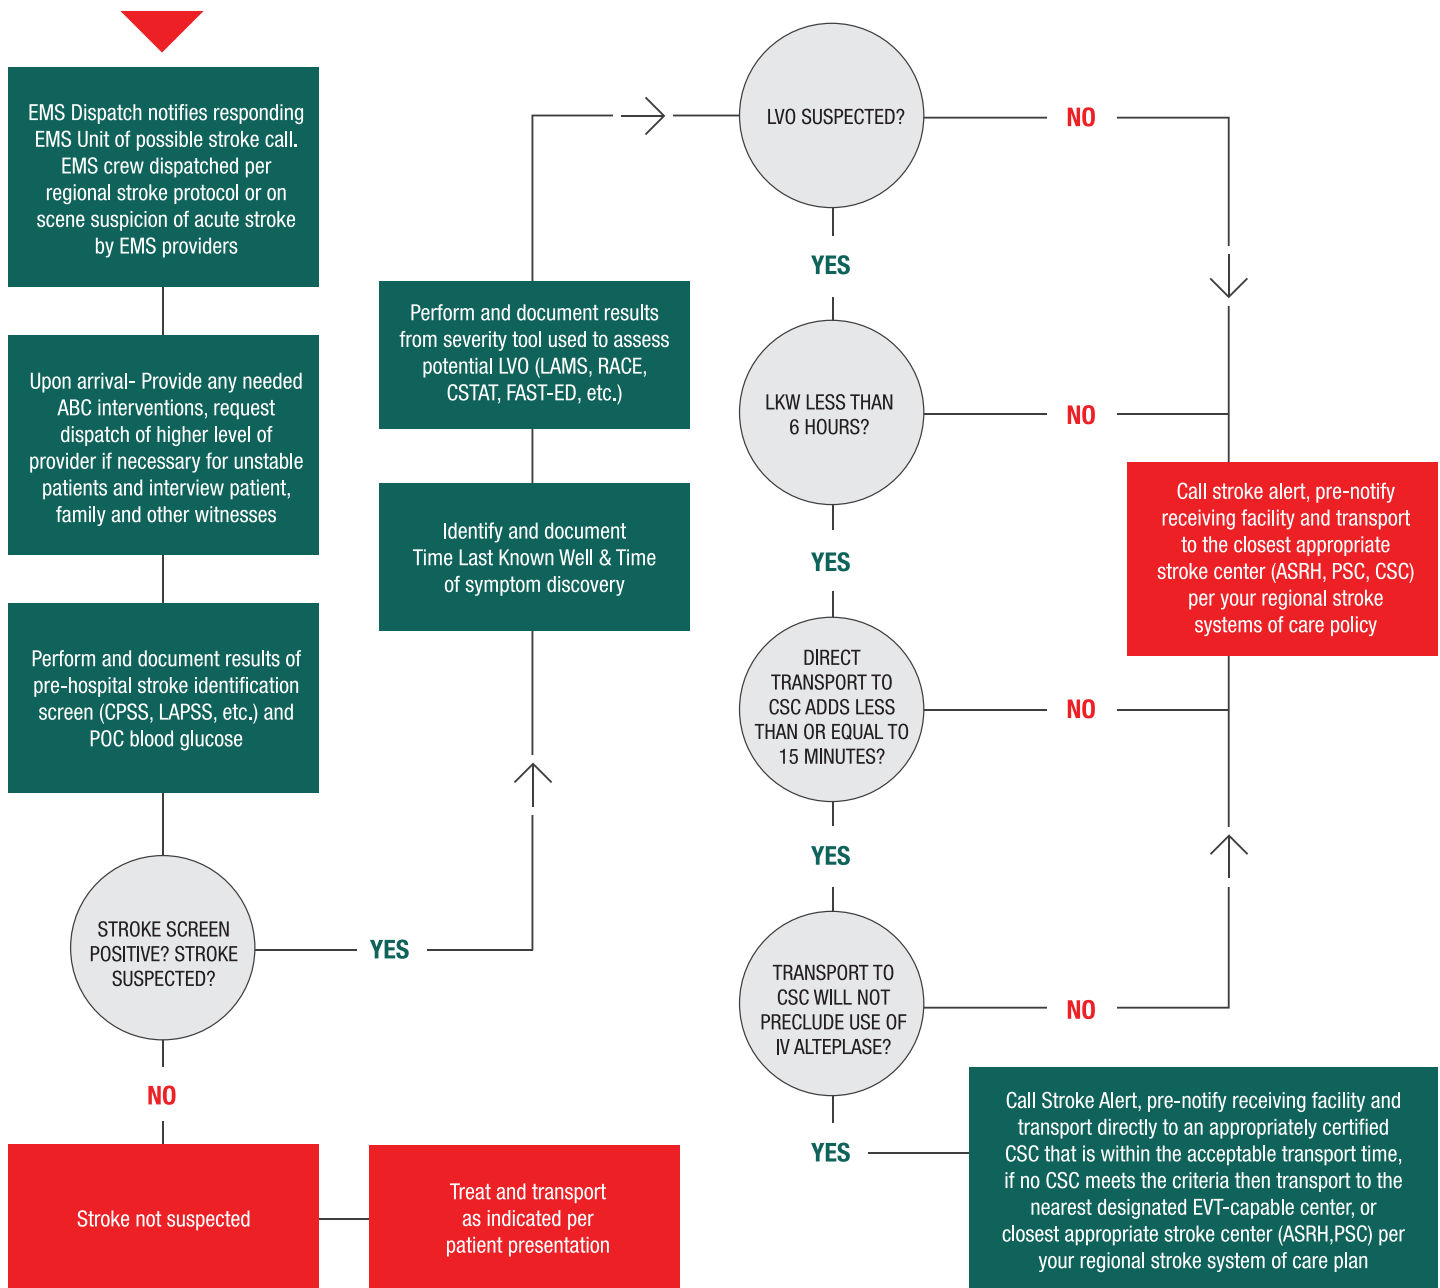 EMS Dispatch notifies responding
EMS Unit of possible stroke call.
EMS crew dispatched per
regional stroke protocol or on
scene suspicion of acute stroke
by EMS providers
Upon arrival- Provide any needed
ABC interventions, request
dispatch of higher level of
provider if necessary for unstable
patients and interview patient,
family and other witnesses
Perform and document results of
pre-hospital stroke identification
screen (CPSS, LAPSS, etc.) and
POC blood glucose
STROKE SCREEN
POSITIVE? STROKE
SUSPECTED?
NO
Stroke not suspected
Treat and transport
as indicated per
patient presentation
YES
Identify and document
Time Last Known Well & Time
of symptom discovery
Perform and document results
from severity tool used to assess
potential LVO (LAMS, RACE,
CSTAT, FAST-ED, etc.)
LVO SUSPECTED?
NO
YES
LKW LESS THAN
6 HOURS?
NO
YES
DIRECT
TRANSPORT TO
CSC ADDS LESS
THAN OR EQUAL TO
15 MINUTES?
NO
YES
TRANSPORT TO
CSC WILL NOT
PRECLUDE USE OF
IV ALTEPLASE?
NO
YES
Call stroke alert, pre-notify
receiving facility and transport
to the closest appropriate
stroke center (ASRH, PSC, CSC)
per your regional stroke
systems of care policy
Call Stroke Alert, pre-notify receiving facility and
transport directly to an appropriately certified
CSC that is within the acceptable transport time,
if no CSC meets the criteria then transport to the
nearest designated EVT-capable center, or
closest appropriate stroke center (ASRH,PSC) per
your regional stroke system of care plan